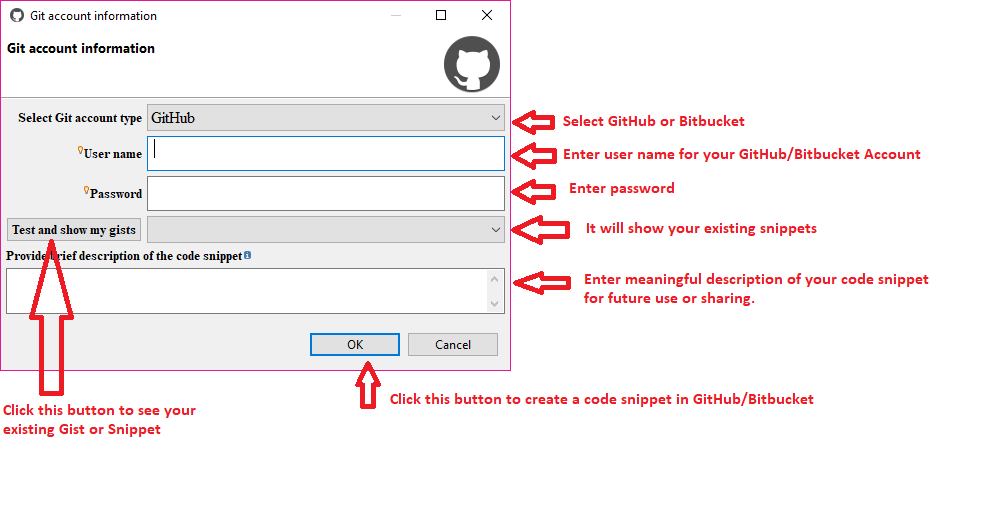 Git account information
Git account information
Select Git account type GitHub
Select GitHub or Bitbucket
User name
Enter user name for your GitHub/Bitbucket Account
Password
Enter password
Test and show my gists
It will show your existing snippets
Provide brief description of the code snippet
Enter meaningful description of your code snippet
for future use or sharing.
OK Cancel
Click this button to create a code snippet in GitHub/Bitbucket
Click this button to see your
existing Gist or Snippet